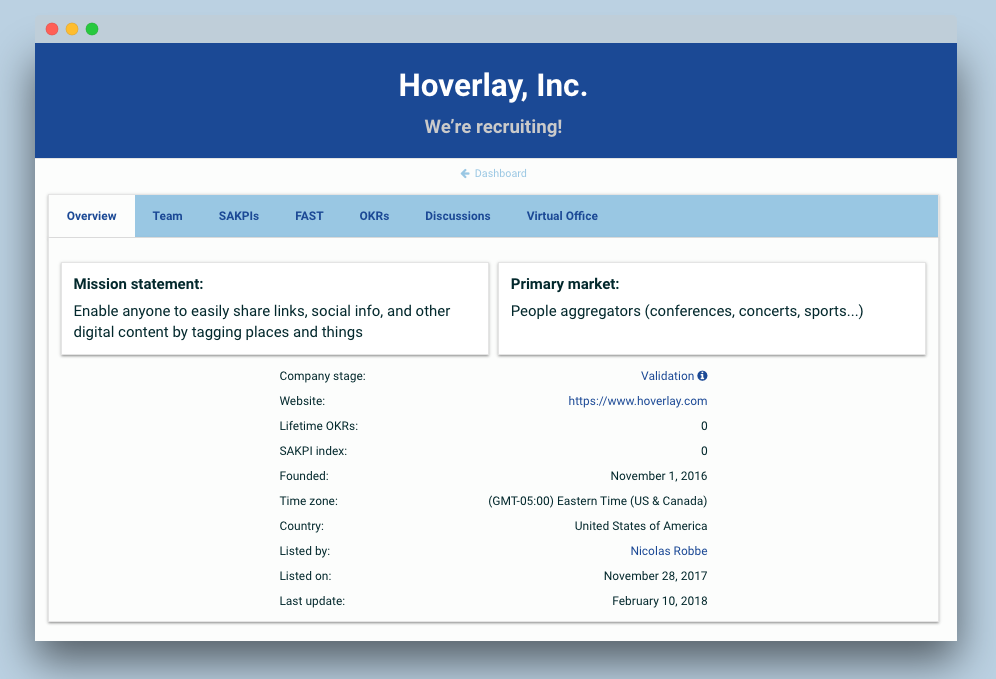 Hoverlay, Inc.
We're recruiting!
Dashboard
Overview Team SAKPIs FAST OKRs Discussions Virtual Office
Mission statement:
Enable anyone to easily share links, social info, and other
digital content by tagging places and things
Primary market:
People aggregators (conferences, concerts, sports...)
Company stage: Validation
Website: https://www.hoverlay.com
Lifetime OKRs: 0
SAKPI index: 0
Founded: November 1, 2016
Time zone: (GMT-05:00) Eastern Time (US & Canada)
Country: United States of America
Listed by: Nicolas Robbe
Listed on: November 28, 2017
Last update: February 10, 2018